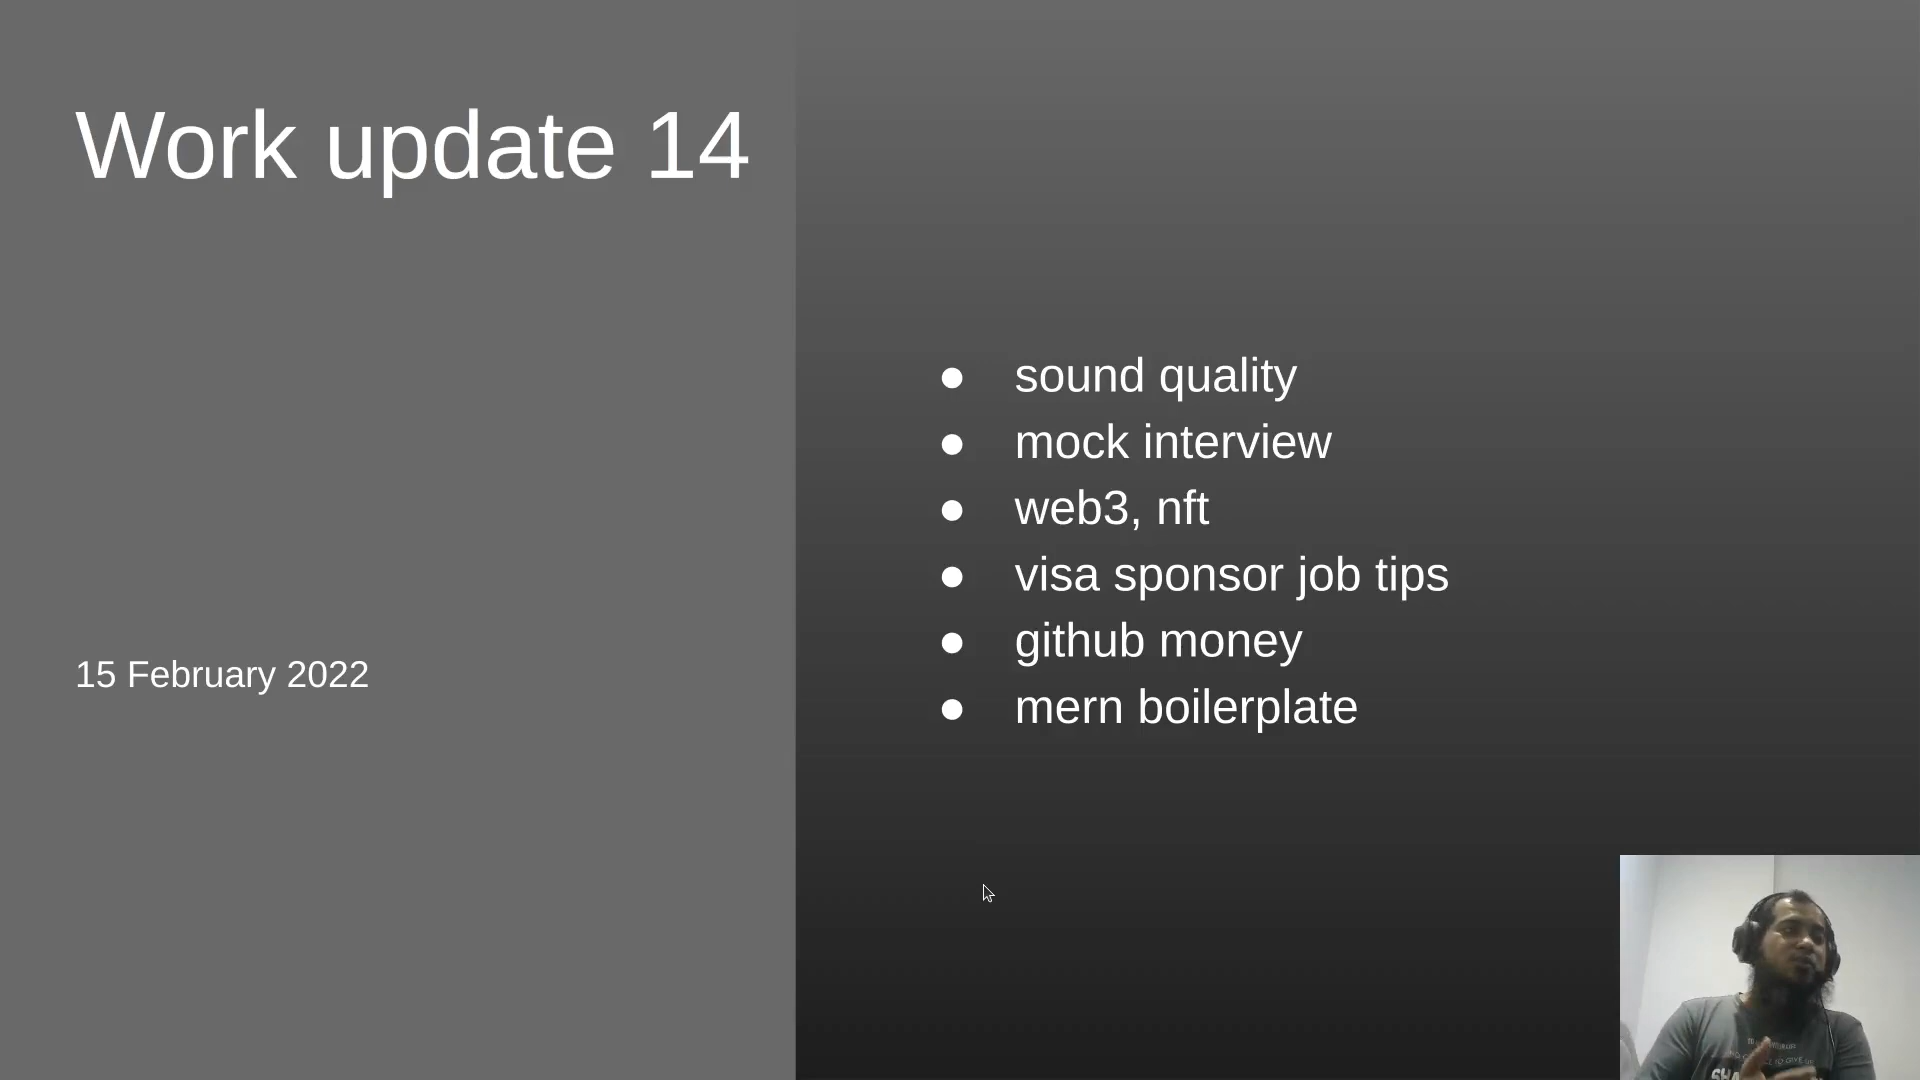 Work update 14
15 February 2022
● sound quality
● mock interview
● web3, nft
● visa sponsor job tips
● github money
● mern boilerplate